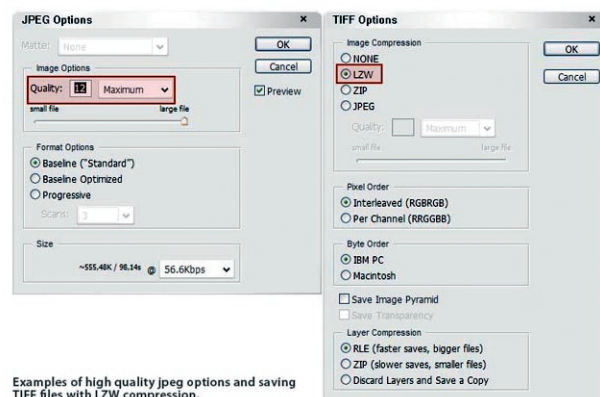 JPEG Options
Matte: None
OK
Cancel
Preview
Image Options
Quality: 12 Maximum
small file large file
Format Options
Baseline ("Standard")
Baseline Optimized
Progressive
Scans: 3
Size
~555.48K / 98.14s @ 56.6Kbps
Examples of high quality jpeg options and saving
TIFF files with LZW compression.
TIFF Options
Image Compression
NONE
LZW
ZIP
JPEG
Quality: Maximum
small file large file
OK
Cancel
Pixel Order
Interleaved (RGBRGB)
Per Channel (RRGGBB)
Byte Order
IBM PC
Macintosh
Save Image Pyramid
Save Transparency
Layer Compression
RLE (faster saves, bigger files)
ZIP (slower saves, smaller files)
Discard Layers and Save a Copy